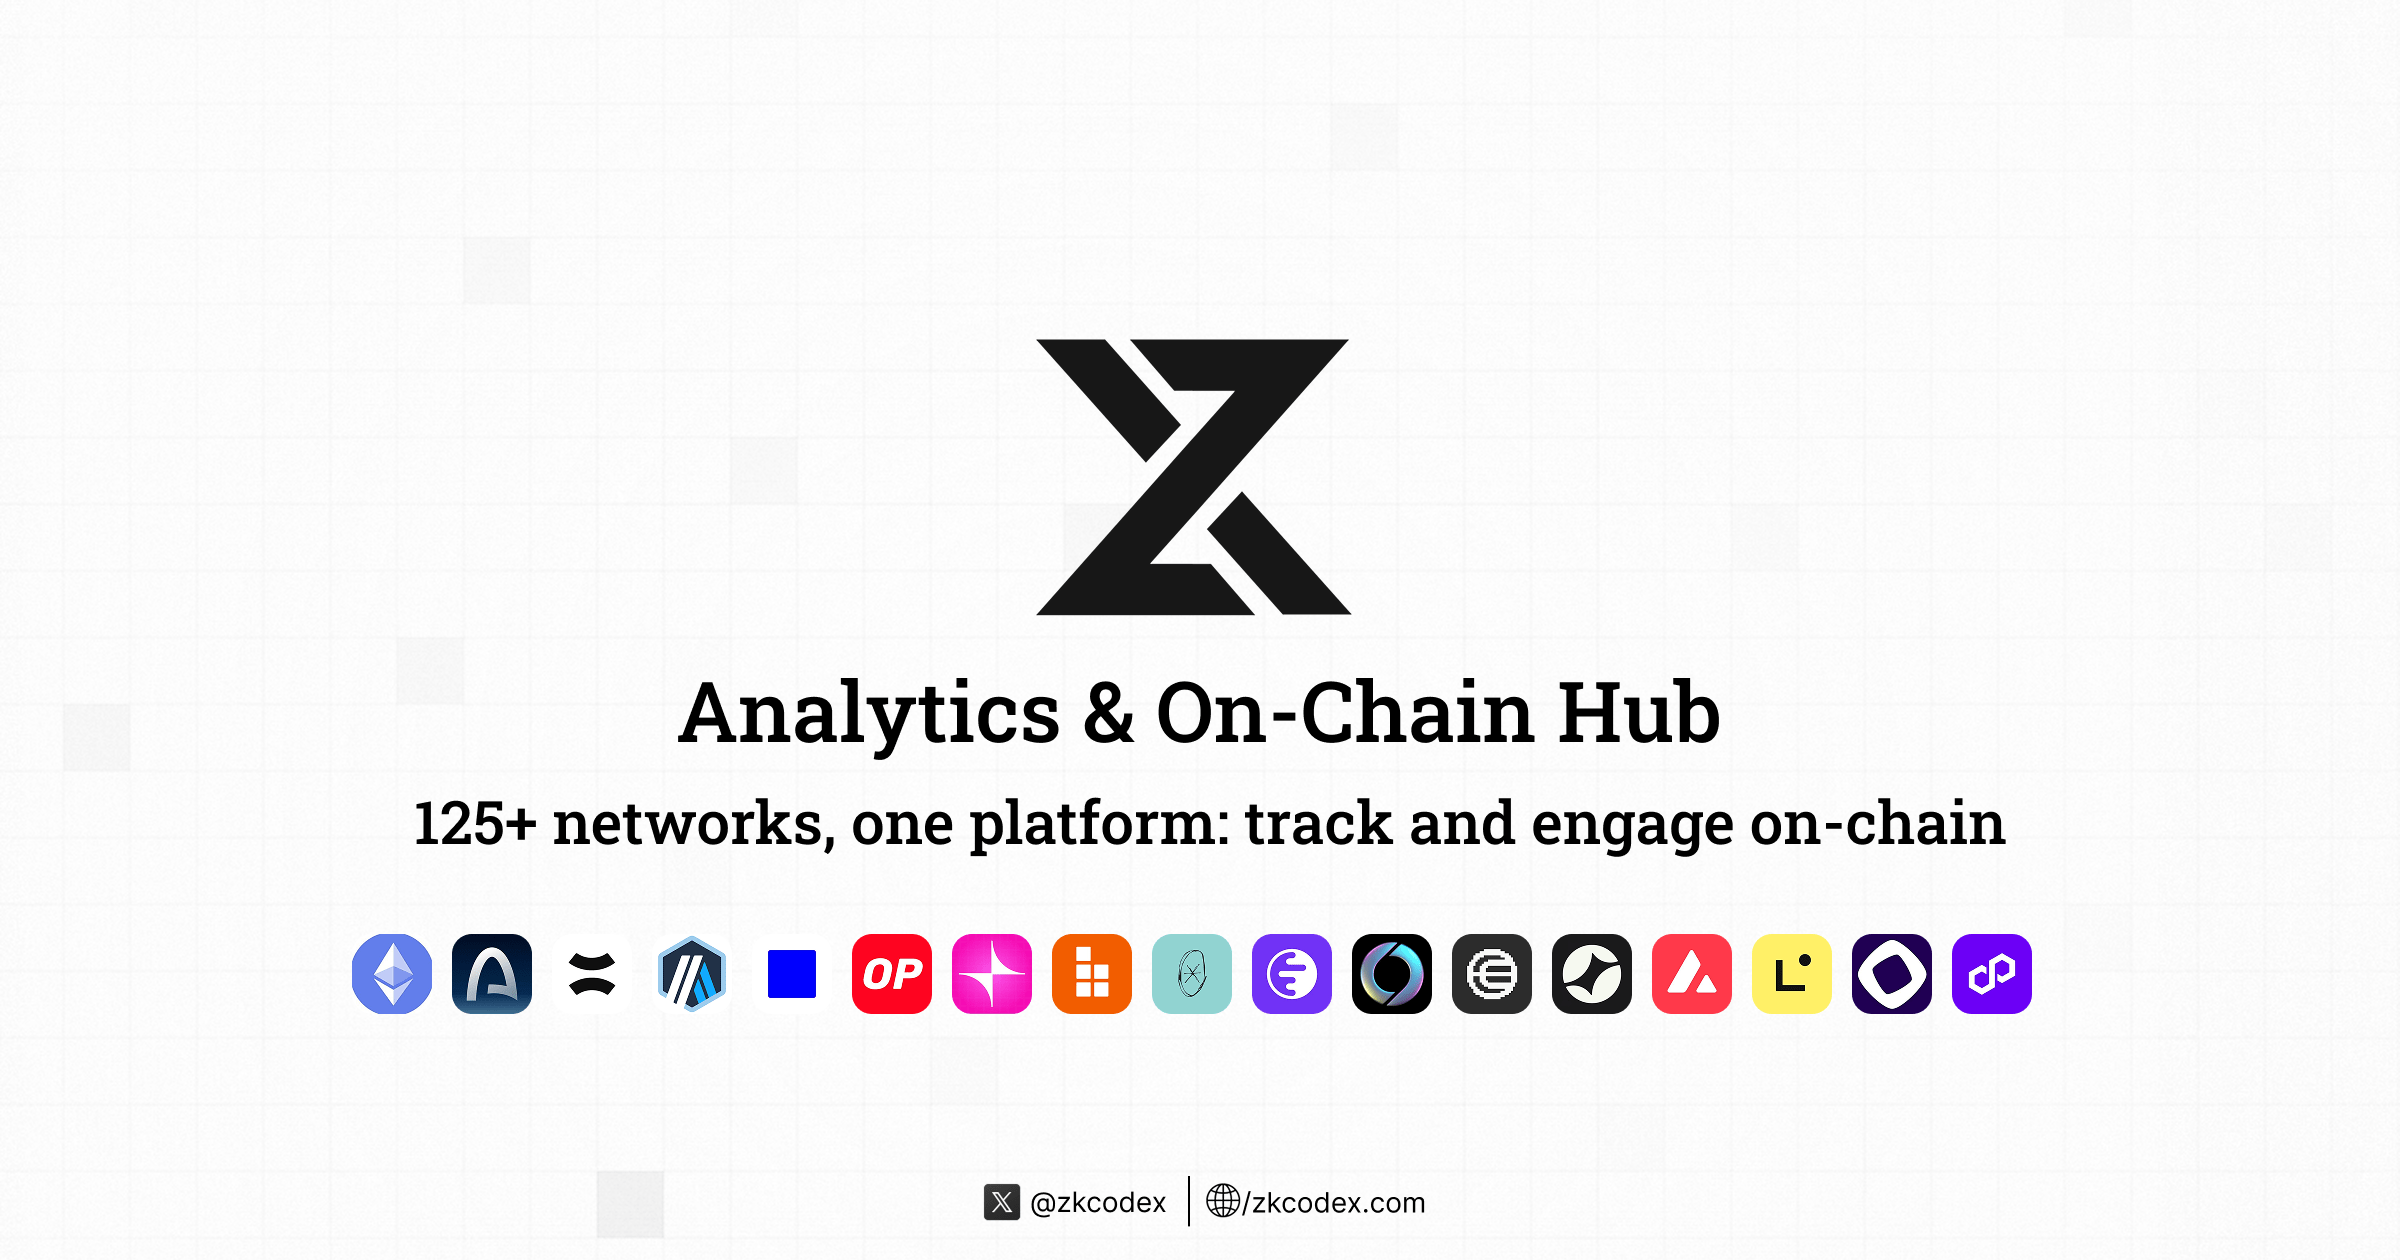 Analytics & On-Chain Hub
125+ networks, one platform: track and engage on-chain
OP
@zkcodex
/zkcodex.com